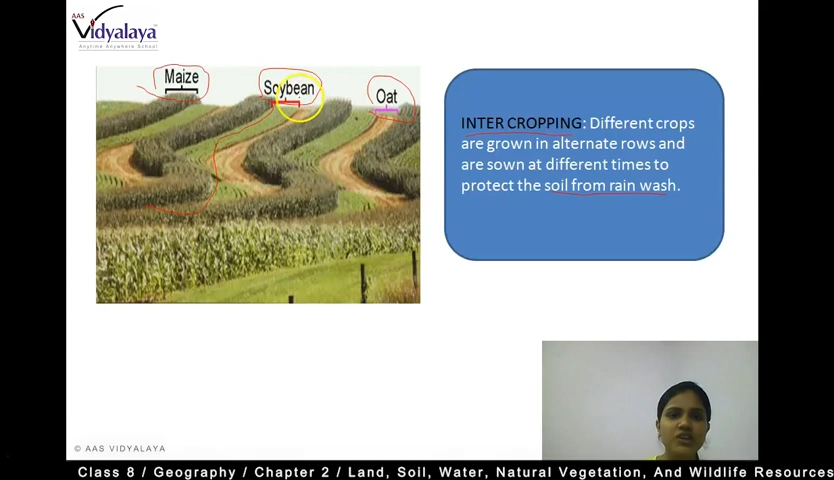 AAS
Vidyalaya
Anytime Anywhere School
Maize
Soybean
Oat
INTER CROPPING: Different crops
are grown in alternate rows and
are sown at different times to
protect the soil from rain wash.
© AAS VIDYALAYA
Class 8 / Geography / Chapter 2 / Land, Soil, Water, Natural Vegetation, And Wildlife Resources